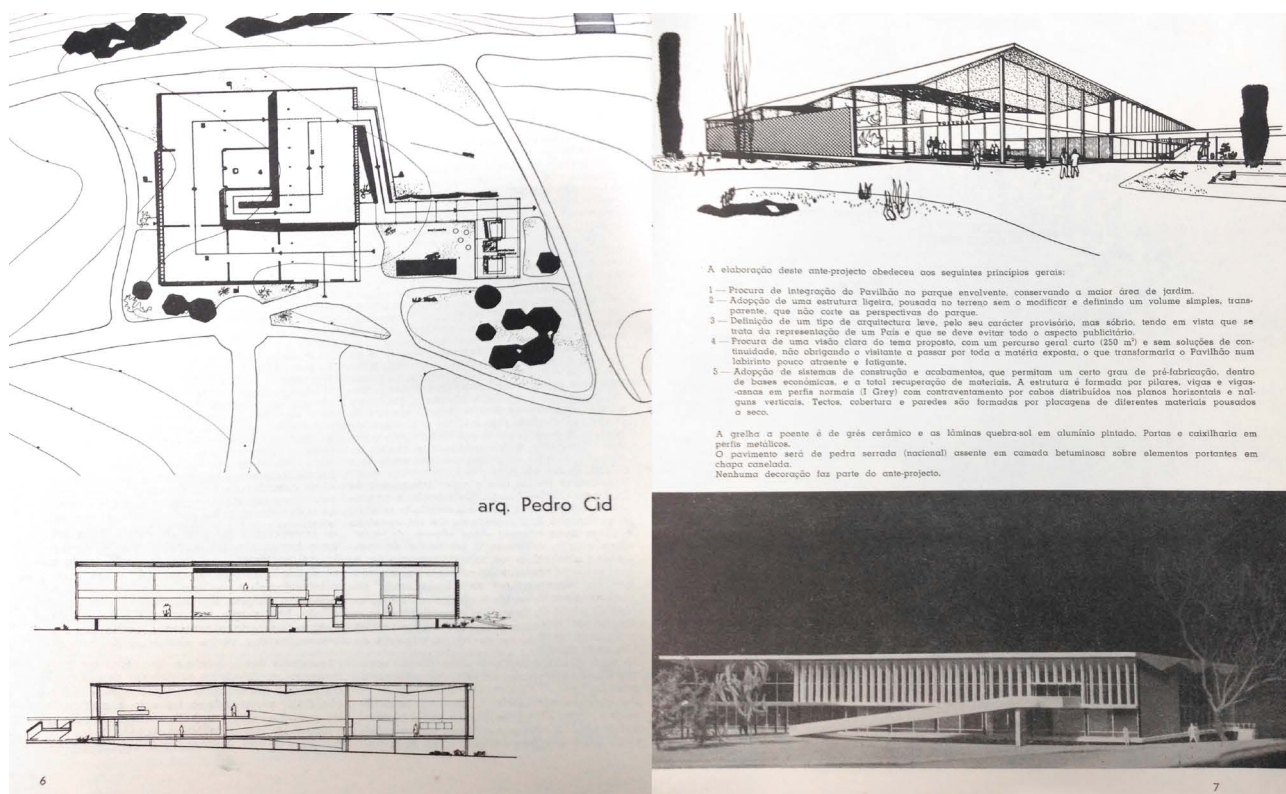 arq. Pedro Cid
6
PORTUGAL
A elaboração deste ante-projecto obedeceu aos seguintes princípios gerais:
1 — Procura de integração do Pavilhão no parque envolvente, conservando a maior área de jardim.
2 — Adopção de uma estrutura ligeira, pousada no terreno sem o modificar e definindo um volume simples, trans-
parente, que não corte as perspectivas do parque.
3 — Definição de um tipo de arquitectura leve, pelo seu carácter provisório, mas sóbrio, tendo em vista que se
trata da representação de um País e que se deve evitar todo o aspecto publicitário.
4 — Procura de uma visão clara do tema proposto, com um percurso geral curto (250 m²) e sem soluções de con-
tinuidade, não obrigando o visitante a passar por toda a matéria exposta, o que transformaria o Pavilhão num
labirinto pouco atraente e fatigante.
5 — Adopção de sistemas de construção e acabamentos, que permitam um certo grau de pré-fabricação, dentro
de bases económicas, e a total recuperação de materiais. A estrutura é formada por pilares, vigas e vigas-
-asnas em perfis normais (I Grey) com contraventamento por cabos distribuídos nos planos horizontais e nal-
guns verticais. Tectos, cobertura e paredes são formadas por placagens de diferentes materiais pousados
a seco.
A grelha a poente é de grés cerâmico e as lâminas quebra-sol em alumínio pintado. Portas e caixilharia em
perfis metálicos.
O pavimento será de pedra serrada (nacional) assente em camada betuminosa sobre elementos portantes em
chapa canelada.
Nenhuma decoração faz parte do ante-projecto.
7